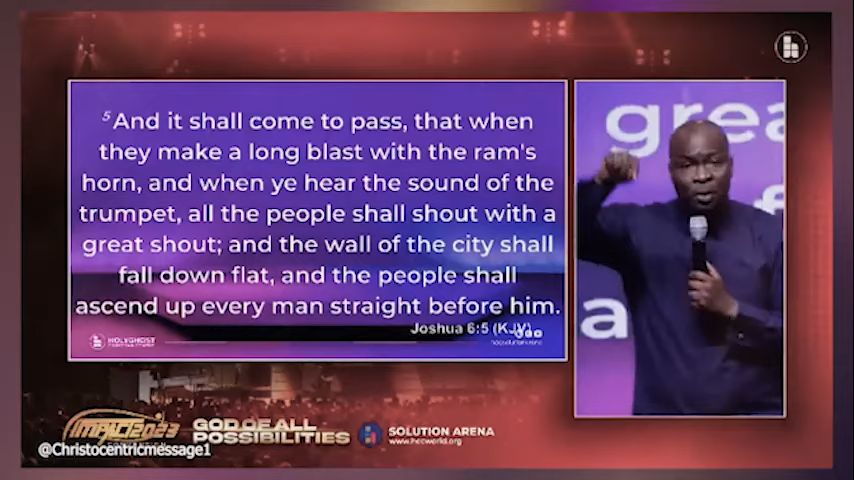 5 And it shall come to pass, that when
they make a long blast with the ram's
horn, and when ye hear the sound of the
trumpet, all the people shall shout with a
great shout; and the wall of the city shall
fall down flat, and the people shall
ascend up every man straight before him.
Joshua 6:5 (KJV)
HOLYGHOST
grea
f
a
IMPACT2023
GOD OF ALL
POSSIBILITIES
SOLUTION ARENA
www.hccworld.org
@Christocentricmessage1